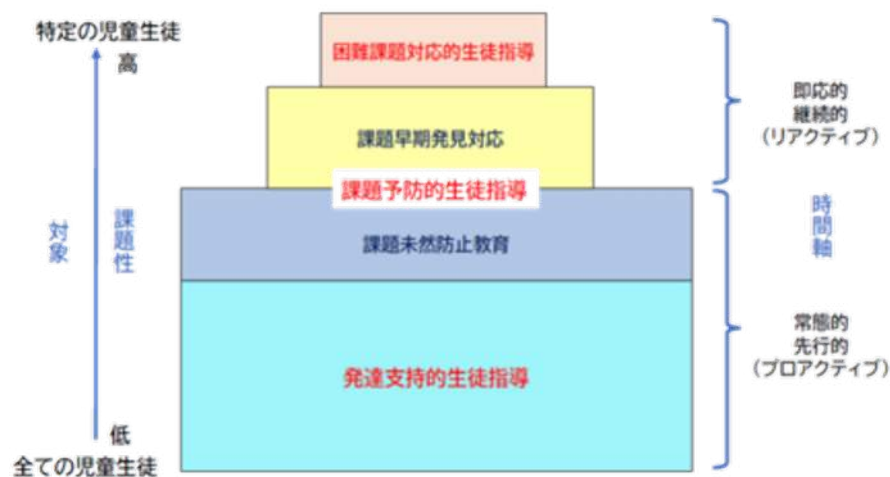 特定の児童生徒
高
困難課題対応的生徒指導
即応的
継続的
(リアクティブ)
課題早期発見対応
課題予防的生徒指導
対象
課題性
時間軸
課題未然防止教育
常態的
先行的
(プロアクティブ)
発達支持的生徒指導
低
全ての児童生徒